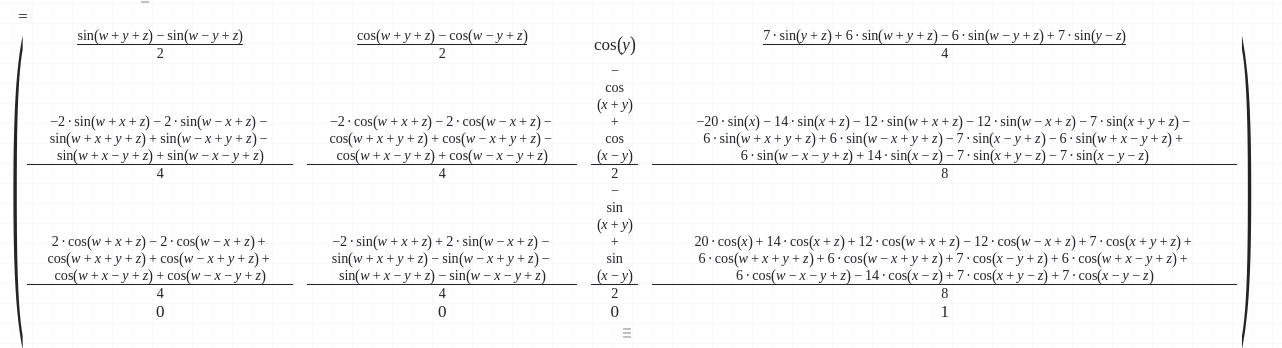 =
sin(w + y + z) − sin(w − y + z)
2
cos(w + y + z) − cos(w − y + z)
2
cos(y)
7 · sin(y + z) + 6 · sin(w + y + z) − 6 · sin(w − y + z) + 7 · sin(y − z)
4
−2 · sin(w + x + z) − 2 · sin(w − x + z) −
sin(w + x + y + z) + sin(w − x + y + z) −
sin(w + x − y + z) + sin(w − x − y + z)
4
−2 · cos(w + x + z) − 2 · cos(w − x + z) −
cos(w + x + y + z) + cos(w − x + y + z) −
cos(w + x − y + z) + cos(w − x − y + z)
4
−
cos
(x + y)
+
cos
(x − y)
2
−20 · sin(x) − 14 · sin(x + z) − 12 · sin(w + x + z) − 12 · sin(w − x + z) − 7 · sin(x + y + z) −
6 · sin(w + x + y + z) + 6 · sin(w − x + y + z) − 7 · sin(x − y + z) − 6 · sin(w + x − y + z) +
6 · sin(w − x − y + z) + 14 · sin(x − z) − 7 · sin(x + y − z) − 7 · sin(x − y − z)
8
2 · cos(w + x + z) − 2 · cos(w − x + z) +
cos(w + x + y + z) + cos(w − x + y + z) +
cos(w + x − y + z) + cos(w − x − y + z)
4
−2 · sin(w + x + z) + 2 · sin(w − x + z) −
sin(w + x + y + z) − sin(w − x + y + z) −
sin(w + x − y + z) − sin(w − x − y + z)
4
−
sin
(x + y)
+
sin
(x − y)
2
20 · cos(x) + 14 · cos(x + z) + 12 · cos(w + x + z) − 12 · cos(w − x + z) + 7 · cos(x + y + z) +
6 · cos(w + x + y + z) + 6 · cos(w − x + y + z) + 7 · cos(x − y + z) + 6 · cos(w + x − y + z) +
6 · cos(w − x − y + z) − 14 · cos(x − z) + 7 · cos(x + y − z) + 7 · cos(x − y − z)
8
0
0
0
1